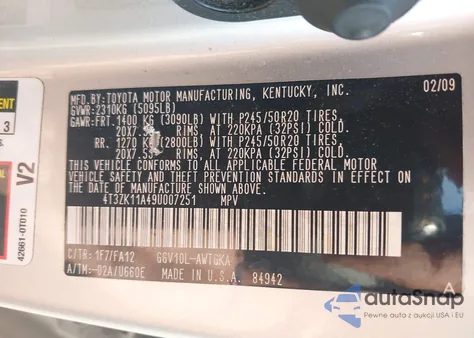 MFD.BY:TOYOTA MOTOR MANUFACTURING, KENTUCKY, INC. 02/09
GVWR:2310KG (5095LB)
GAWR:FRT. 1400 KG (3090LB) WITH P245/50R20 TIRES
20X7. RIMS, AT 220KPA (32PSI) COLD.
RR. 1270 KG (2800LB) WITH P245/50R20 TIRES
20X7. RIMS, AT 220KPA (32PSI) COLD.
THIS VEHICLE CONFORMS TO ALL APPLICABLE FEDERAL MOTOR
VEHICLE SAFETY AND THEFT PREVENTION STANDARDS IN EFFECT
ON THE DATE OF MANUFACTURE SHOWN ABOVE.
4T3ZK11A49U007251 MPV
C/TR: 1F7/FA12 GGV10L-AWTGKA
A/TM:-02A/U660E MADE IN U.S.A. 84942
3
V2
42661-0T010
autoSnap
Pewne auta z aukcji USA i EU